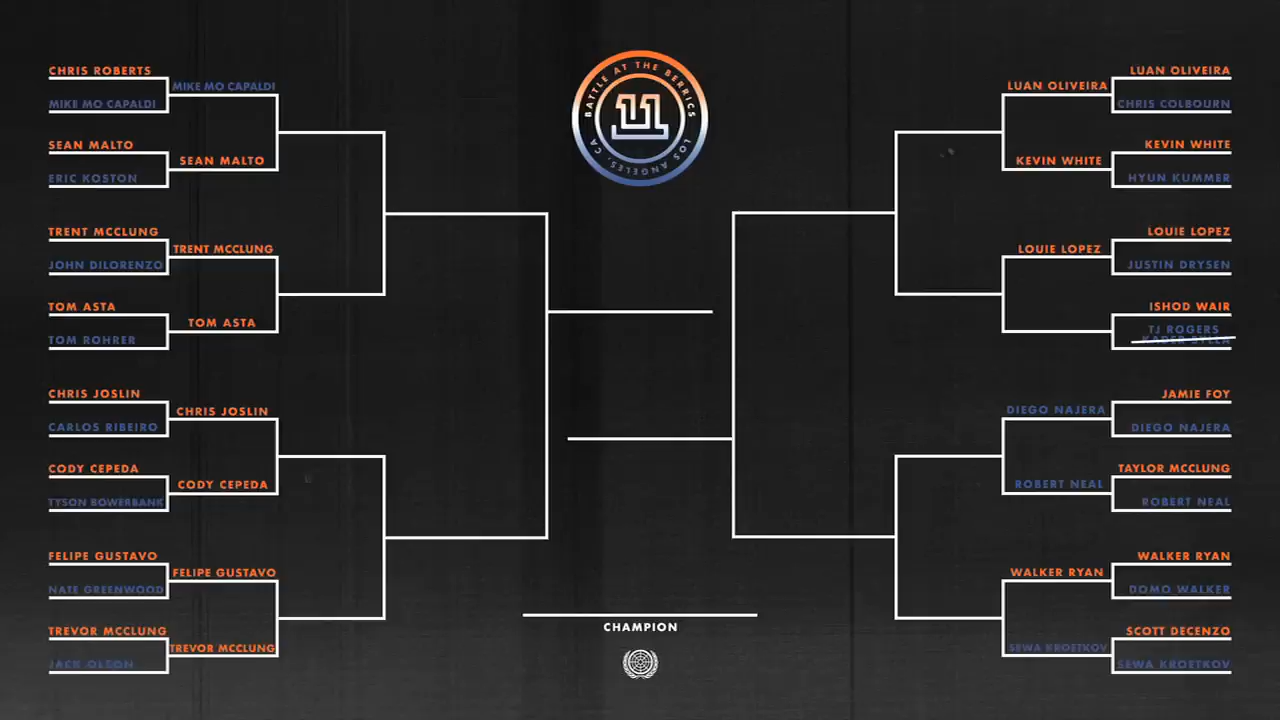 BATTLE AT THE BERRICS
11
LOS ANGELES, CA
CHRIS ROBERTS
MIKE MO CAPALDI
MIKE MO CAPALDI
SEAN MALTO
SEAN MALTO
ERIC KOSTON
TRENT MCCLUNG
TRENT MCCLUNG
JOHN DILORENZO
TOM ASTA
TOM ASTA
TOM ROHRER
CHRIS JOSLIN
CHRIS JOSLIN
CARLOS RIBEIRO
CODY CEPEDA
CODY CEPEDA
TYSON BOWERBANK
FELIPE GUSTAVO
FELIPE GUSTAVO
NATE GREENWOOD
TREVOR MCCLUNG
TREVOR MCCLUNG
JACK OLSON
LUAN OLIVEIRA
LUAN OLIVEIRA
CHRIS COLBOURN
KEVIN WHITE
KEVIN WHITE
HYUN KUMMER
LOUIE LOPEZ
LOUIE LOPEZ
JUSTIN DRYSEN
ISHOD WAIR
TJ ROGERS
JAMIE FOY
DIEGO NAJERA
DIEGO NAJERA
TAYLOR MCCLUNG
ROBERT NEAL
ROBERT NEAL
WALKER RYAN
WALKER RYAN
DOMO WALKER
SCOTT DECENZO
SEWA KROETKOV
SEWA KROETKOV
CHAMPION